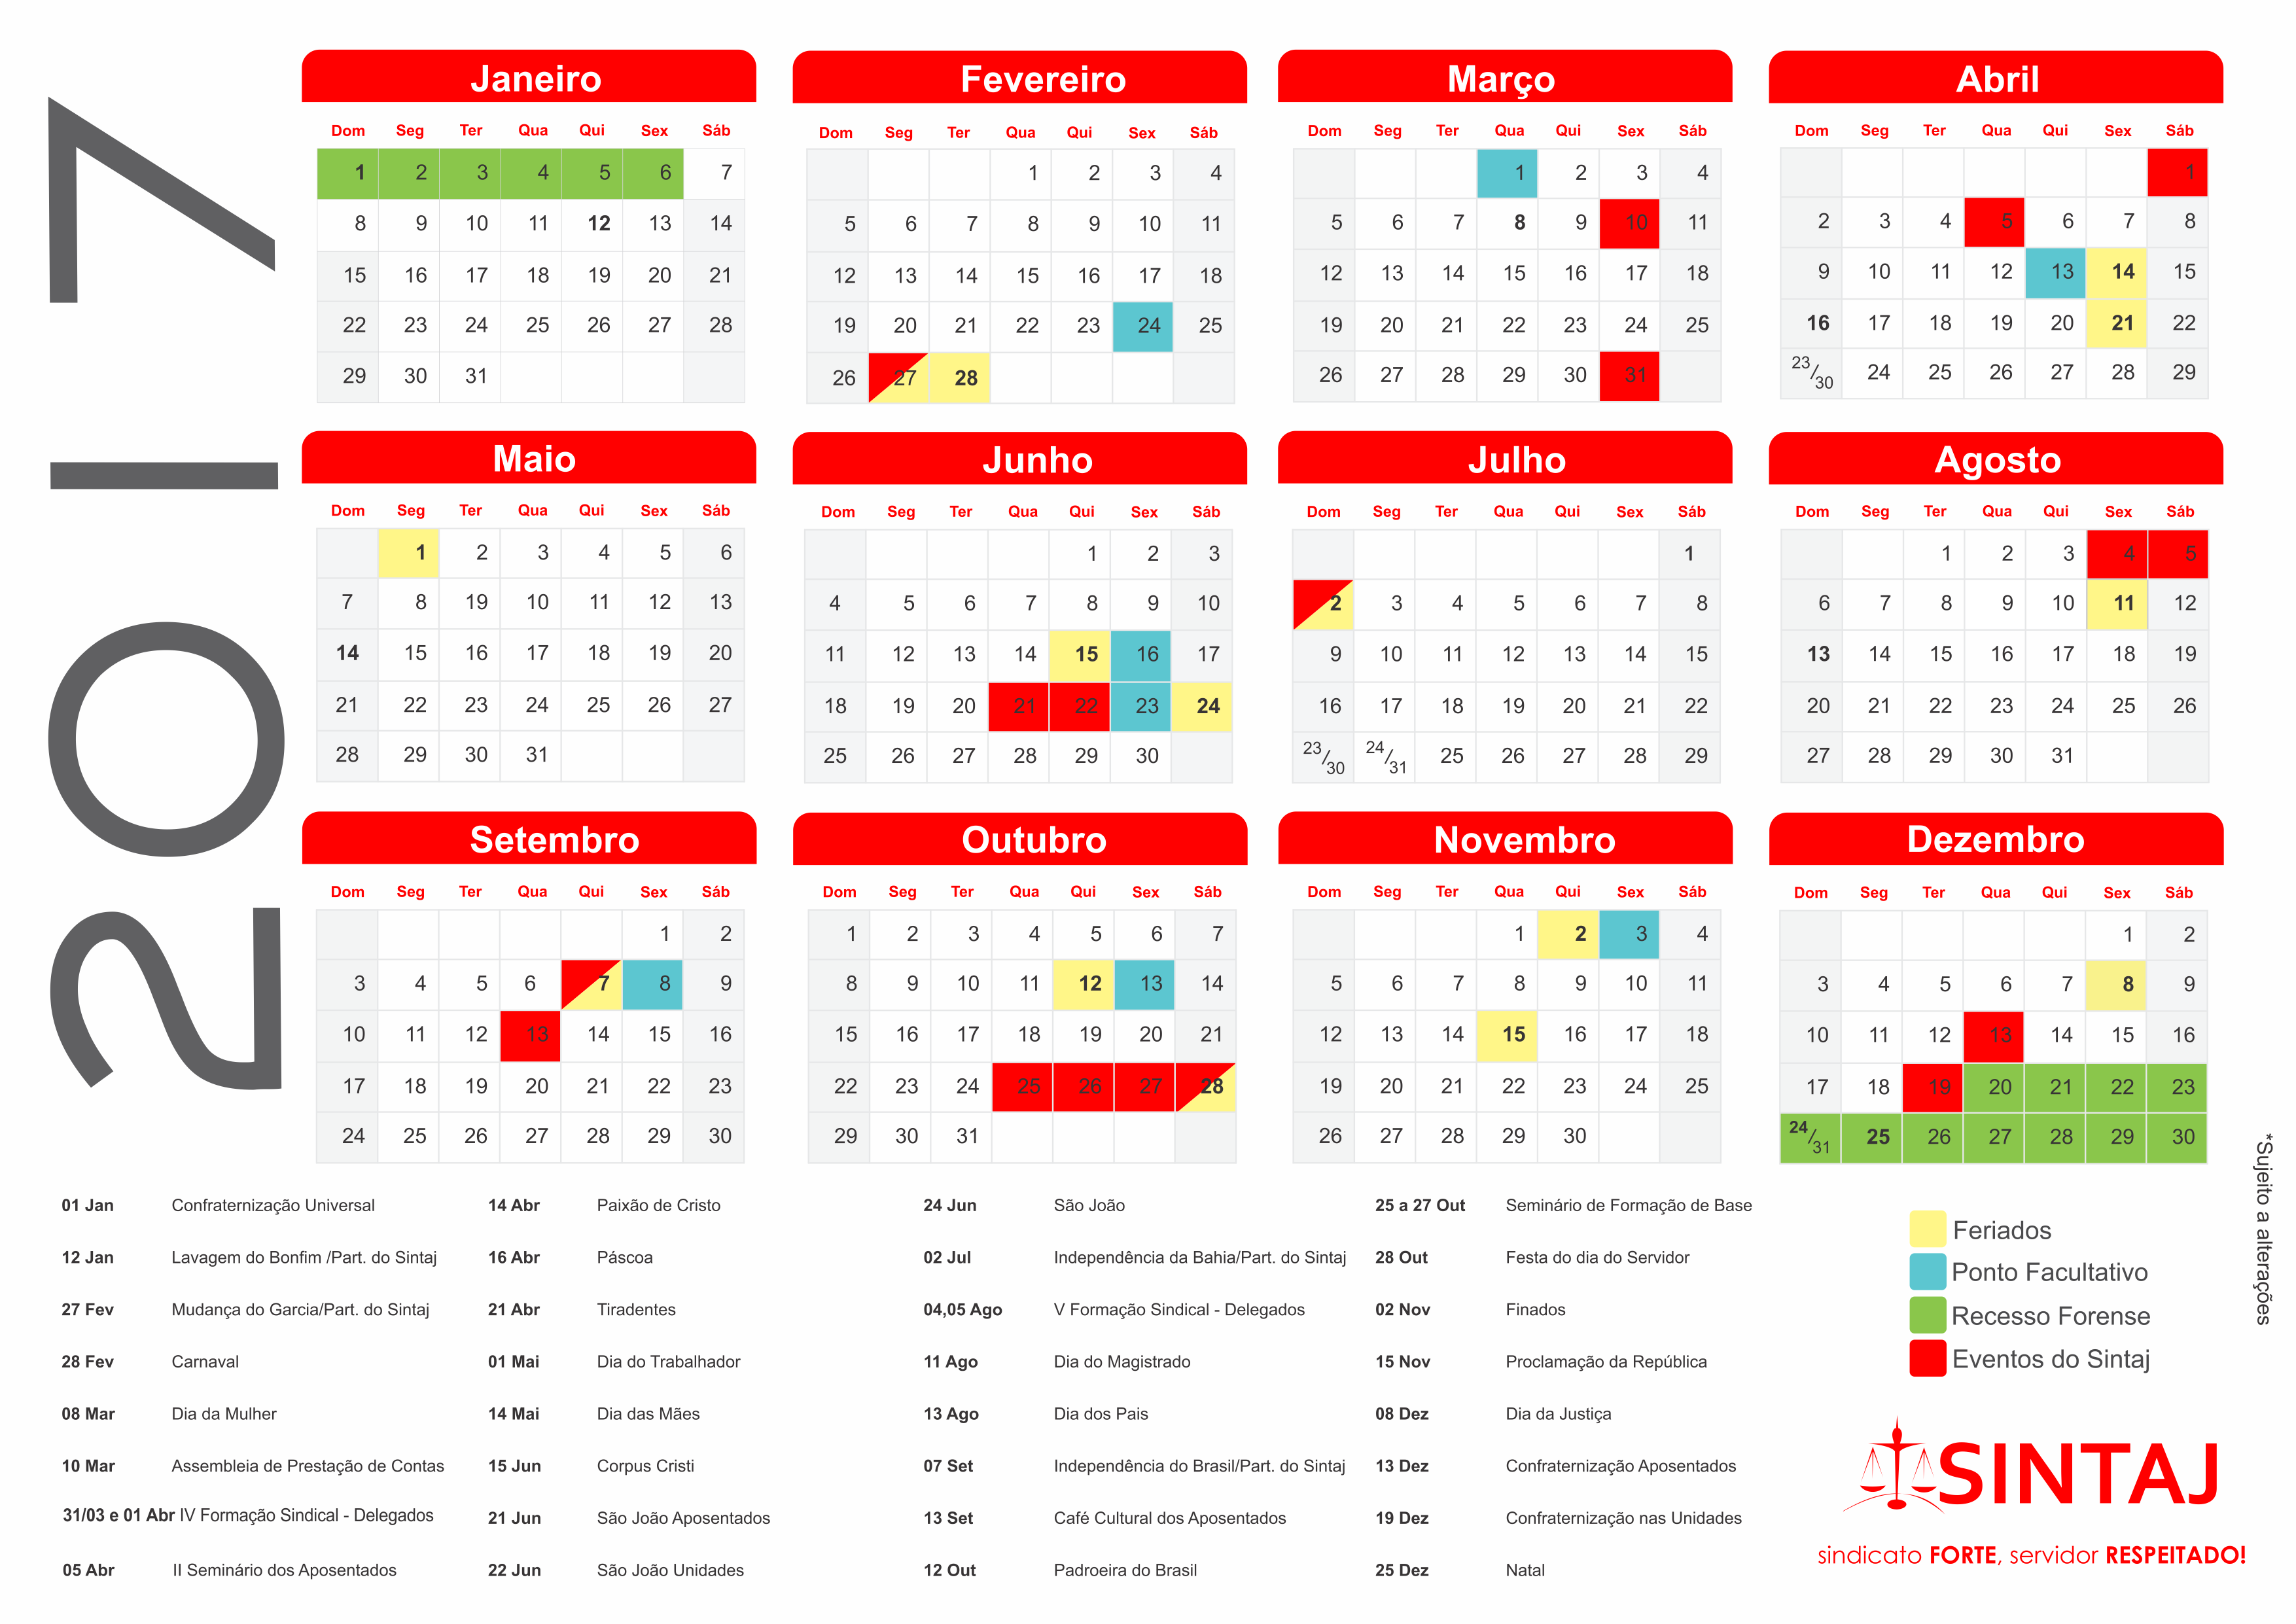 2017
Janeiro
Dom Seg Ter Qua Qui Sex Sáb
1 2 3 4 5 6 7
8 9 10 11 12 13 14
15 16 17 18 19 20 21
22 23 24 25 26 27 28
29 30 31
Fevereiro
Dom Seg Ter Qua Qui Sex Sáb
1 2 3 4
5 6 7 8 9 10 11
12 13 14 15 16 17 18
19 20 21 22 23 24 25
26 27 28
Março
Dom Seg Ter Qua Qui Sex Sáb
1 2 3 4
5 6 7 8 9 10 11
12 13 14 15 16 17 18
19 20 21 22 23 24 25
26 27 28 29 30 31
Abril
Dom Seg Ter Qua Qui Sex Sáb
1
2 3 4 5 6 7 8
9 10 11 12 13 14 15
16 17 18 19 20 21 22
23/30 24 25 26 27 28 29
Maio
Dom Seg Ter Qua Qui Sex Sáb
1 2 3 4 5 6
7 8 19 10 11 12 13
14 15 16 17 18 19 20
21 22 23 24 25 26 27
28 29 30 31
Junho
Dom Seg Ter Qua Qui Sex Sáb
1 2 3
4 5 6 7 8 9 10
11 12 13 14 15 16 17
18 19 20 21 22 23 24
25 26 27 28 29 30
Julho
Dom Seg Ter Qua Qui Sex Sáb
1
2 3 4 5 6 7 8
9 10 11 12 13 14 15
16 17 18 19 20 21 22
23/30 24/31 25 26 27 28 29
Agosto
Dom Seg Ter Qua Qui Sex Sáb
1 2 3 4 5
6 7 8 9 10 11 12
13 14 15 16 17 18 19
20 21 22 23 24 25 26
27 28 29 30 31
Setembro
Dom Seg Ter Qua Qui Sex Sáb
1 2
3 4 5 6 7 8 9
10 11 12 13 14 15 16
17 18 19 20 21 22 23
24 25 26 27 28 29 30
Outubro
Dom Seg Ter Qua Qui Sex Sáb
1 2 3 4 5 6 7
8 9 10 11 12 13 14
15 16 17 18 19 20 21
22 23 24 25 26 27 28
29 30 31
Novembro
Dom Seg Ter Qua Qui Sex Sáb
1 2 3 4
5 6 7 8 9 10 11
12 13 14 15 16 17 18
19 20 21 22 23 24 25
26 27 28 29 30
Dezembro
Dom Seg Ter Qua Qui Sex Sáb
1 2
3 4 5 6 7 8 9
10 11 12 13 14 15 16
17 18 19 20 21 22 23
24/31 25 26 27 28 29 30
01 Jan Confraternização Universal
12 Jan Lavagem do Bonfim /Part. do Sintaj
27 Fev Mudança do Garcia/Part. do Sintaj
28 Fev Carnaval
08 Mar Dia da Mulher
10 Mar Assembleia de Prestação de Contas
31/03 e 01 Abr IV Formação Sindical - Delegados
05 Abr II Seminário dos Aposentados
14 Abr Paixão de Cristo
16 Abr Páscoa
21 Abr Tiradentes
01 Mai Dia do Trabalhador
14 Mai Dia das Mães
15 Jun Corpus Cristi
21 Jun São João Aposentados
22 Jun São João Unidades
24 Jun São João
02 Jul Independência da Bahia/Part. do Sintaj
04,05 Ago V Formação Sindical - Delegados
11 Ago Dia do Magistrado
13 Ago Dia dos Pais
07 Set Independência do Brasil/Part. do Sintaj
13 Set Café Cultural dos Aposentados
12 Out Padroeira do Brasil
25 a 27 Out Seminário de Formação de Base
28 Out Festa do dia do Servidor
02 Nov Finados
15 Nov Proclamação da República
08 Dez Dia da Justiça
13 Dez Confraternização Aposentados
19 Dez Confraternização nas Unidades
25 Dez Natal
Feriados
Ponto Facultativo
Recesso Forense
Eventos do Sintaj
*Sujeito a alterações
SINTAJ
sindicato FORTE, servidor RESPEITADO!